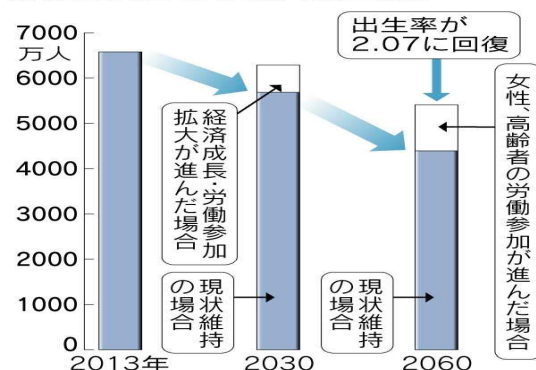 7000
万人
6000
5000
4000
3000
2000
1000
0
2013年
2030
2060
経済成長・労働参加
拡大が進んだ場合
現状維持
の場合
出生率が
2.07に回復
女性、高齢者の労働参加が進んだ場合
現状維持
の場合